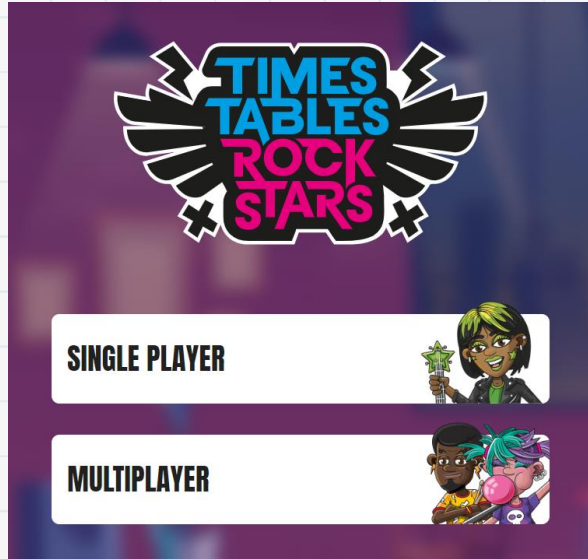 TIMES
TABLES
ROCK
STARS
SINGLE PLAYER
MULTIPLAYER